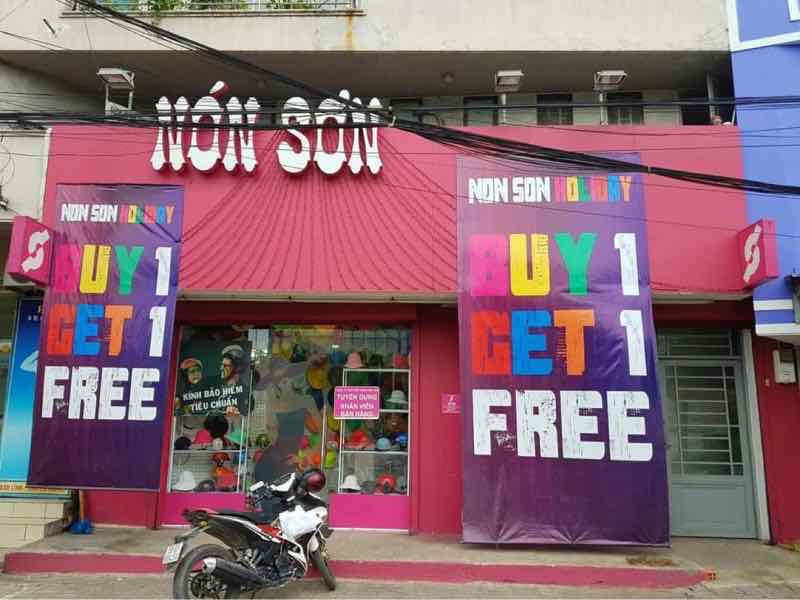 NÓN SƠN
NON SON HOLIDAY
BUY 1
GET 1
FREE
NON SON HOLIDAY
BUY 1
GET 1
FREE
KÍNH BẢO HIỂM
TIÊU CHUẨN
TUYỂN DỤNG
NHÂN VIÊN
BÁN HÀNG